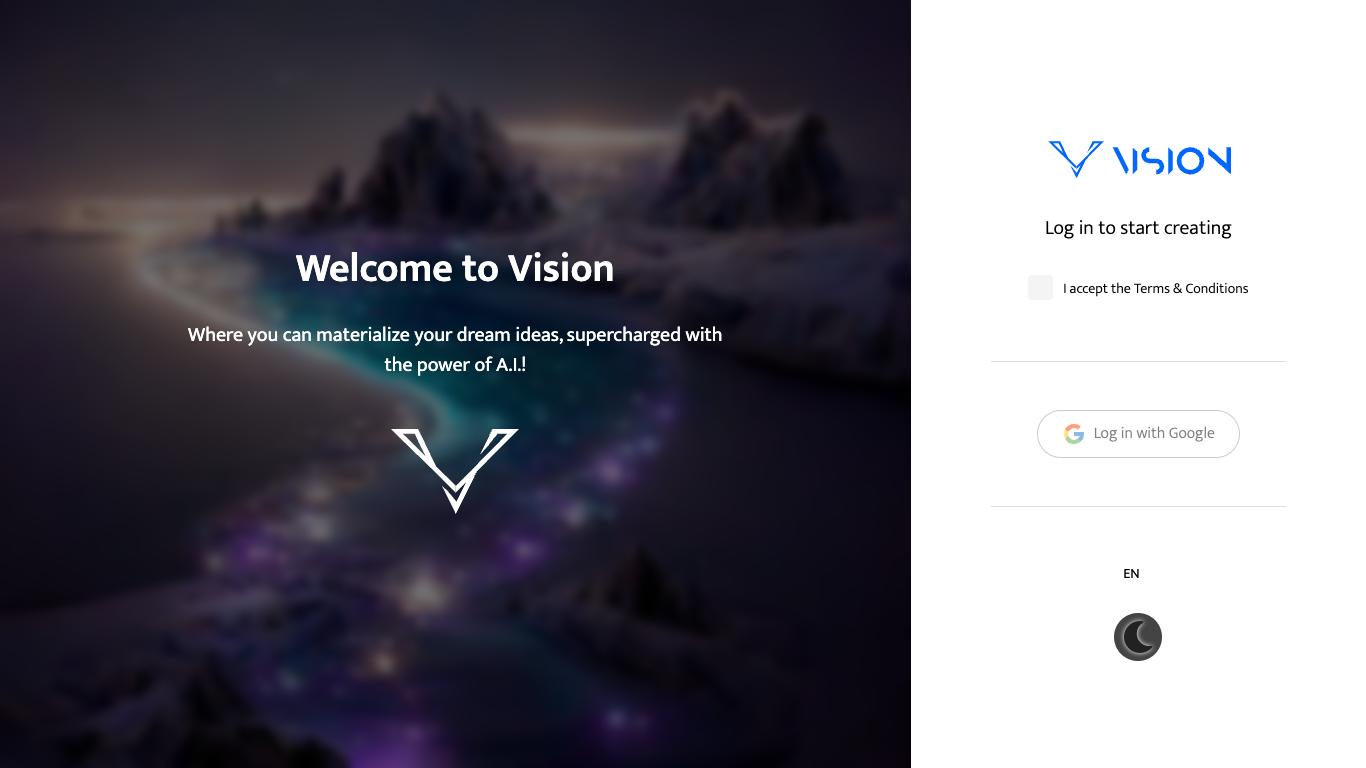 Welcome to Vision
Where you can materialize your dream ideas, supercharged with
the power of A.I.!
VISION
Log in to start creating
I accept the Terms & Conditions
Log in with Google
EN